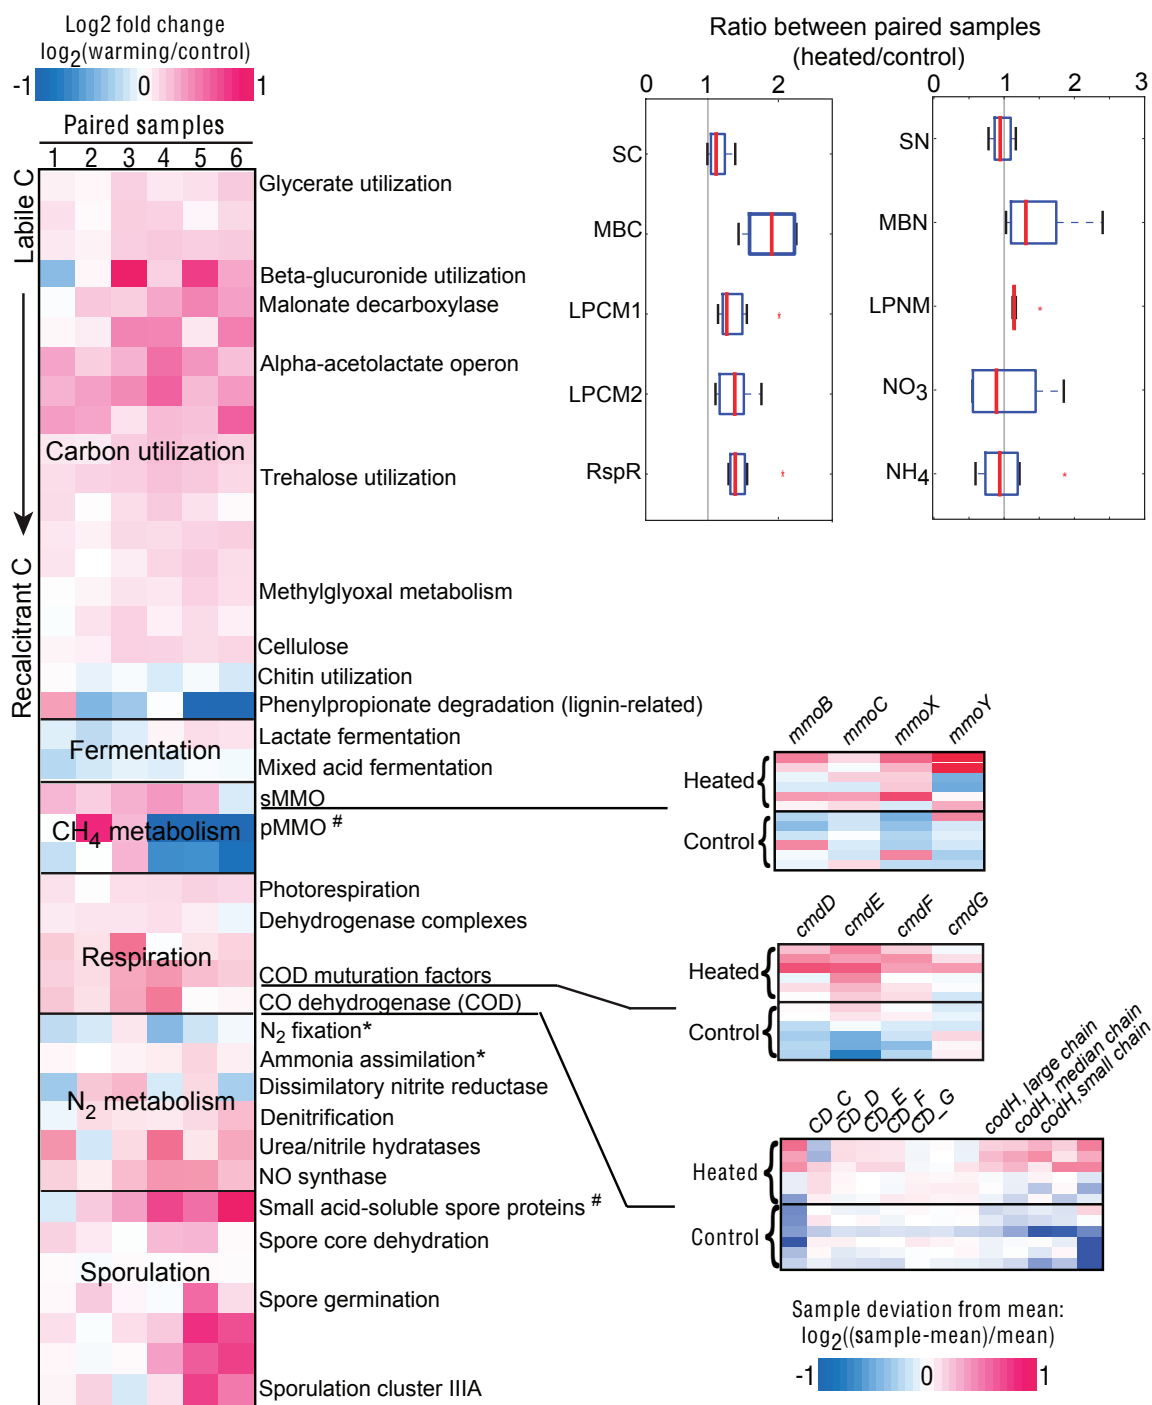 Log2 fold change
log2(warming/control)
-1 0 1
Paired samples
1 2 3 4 5 6
Labile C
Recalcitrant C
Glycerate utilization
Beta-glucuronide utilization
Malonate decarboxylase
Alpha-acetolactate operon
Carbon utilization
Trehalose utilization
Methylglyoxal metabolism
Cellulose
Chitin utilization
Phenylpropionate degradation (lignin-related)
Fermentation
Lactate fermentation
Mixed acid fermentation
sMMO
CH4 metabolism
pMMO #
Photorespiration
Dehydrogenase complexes
Respiration
COD muturation factors
CO dehydrogenase (COD)
N2 fixation*
Ammonia assimilation*
Dissimilatory nitrite reductase
N2 metabolism
Denitrification
Urea/nitrile hydratases
NO synthase
Small acid-soluble spore proteins #
Spore core dehydration
Sporulation
Spore germination
Sporulation cluster IIIA
Ratio between paired samples
(heated/control)
0 1 2
SC
MBC
LPCM1
LPCM2
RspR
0 1 2 3
SN
MBN
LPNM
NO3
NH4
mmoB mmoC mmoX mmoY
Heated
Control
cmdD cmdE cmdF cmdG
Heated
Control
CD_C CD_D CD_E CD_F CD_G codH, large chain codH, median chain codH,small chain
Heated
Control
Sample deviation from mean:
log2((sample-mean)/mean)
-1 0 1